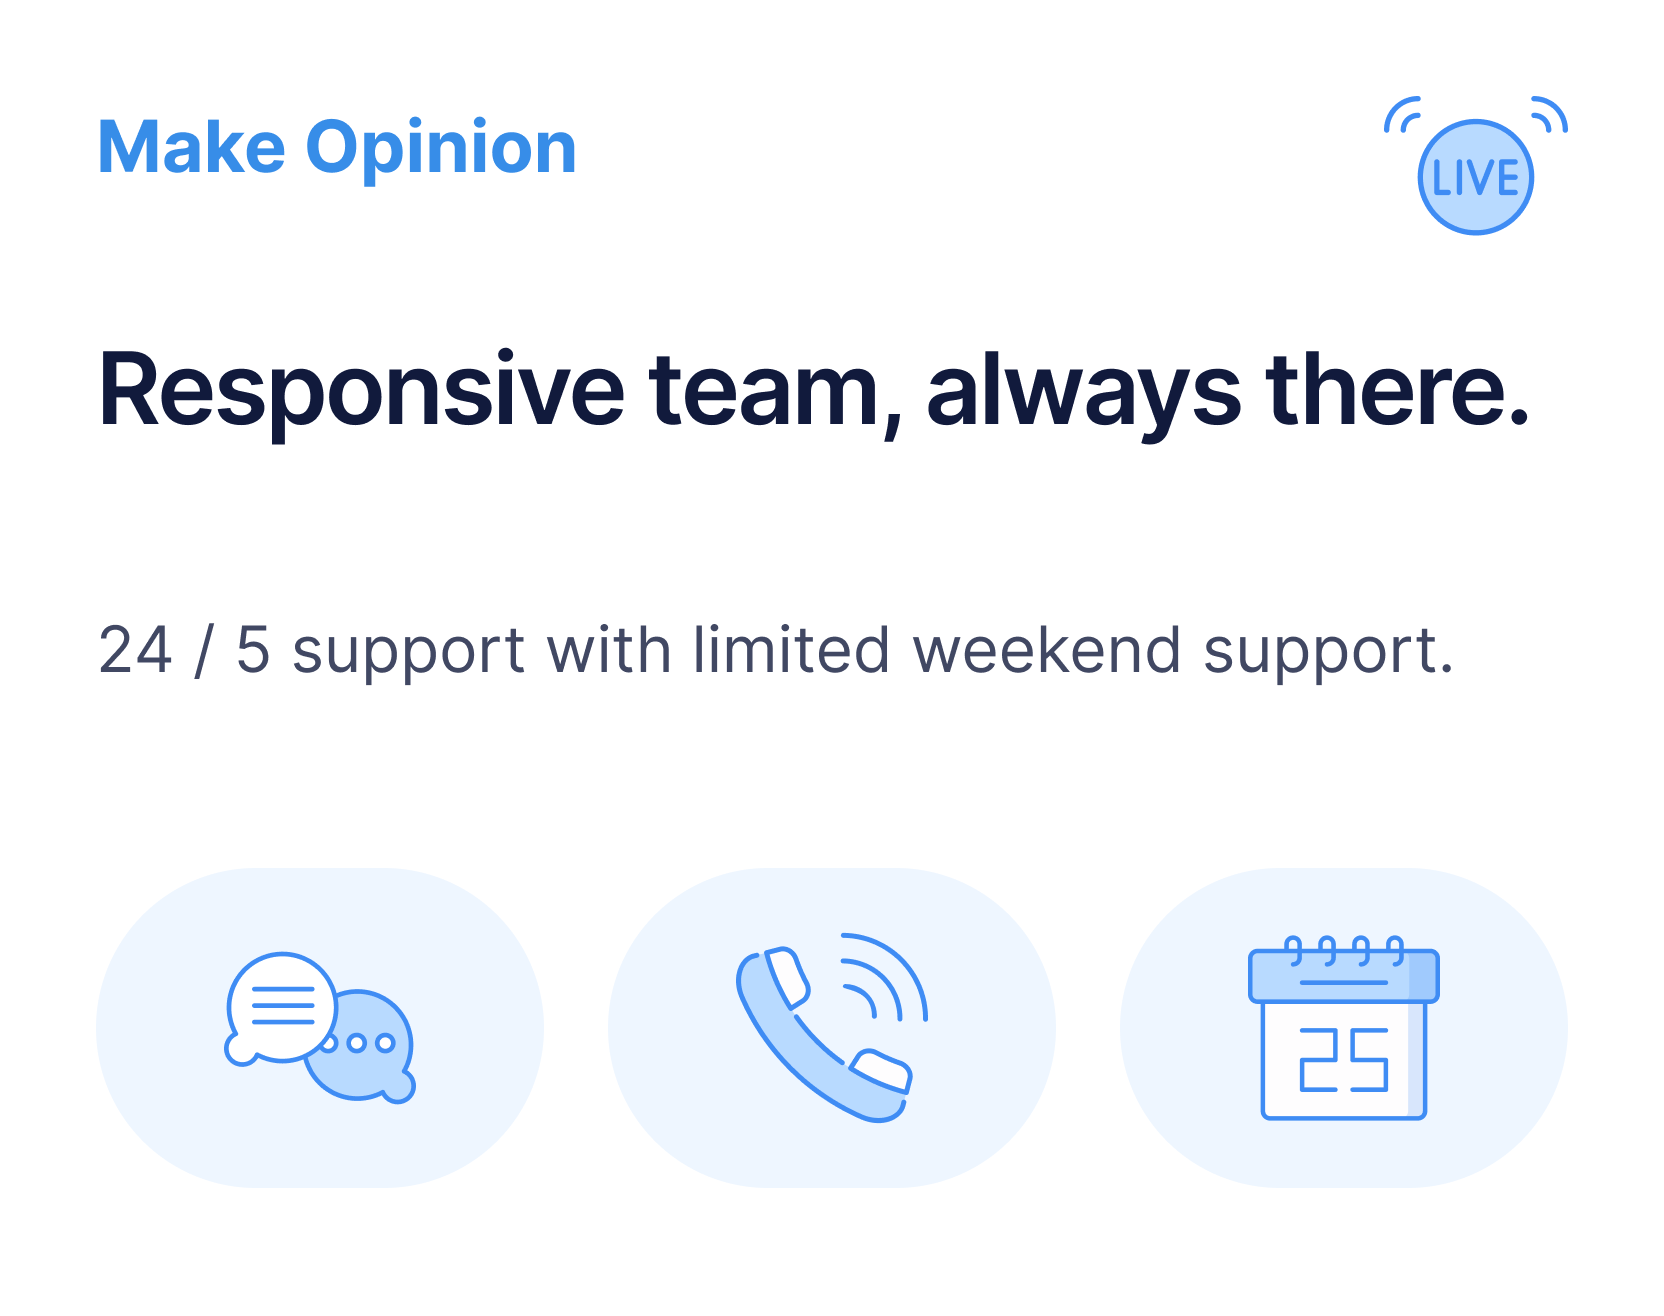 Make Opinion
LIVE
Responsive team, always there.
24 / 5 support with limited weekend support.
25